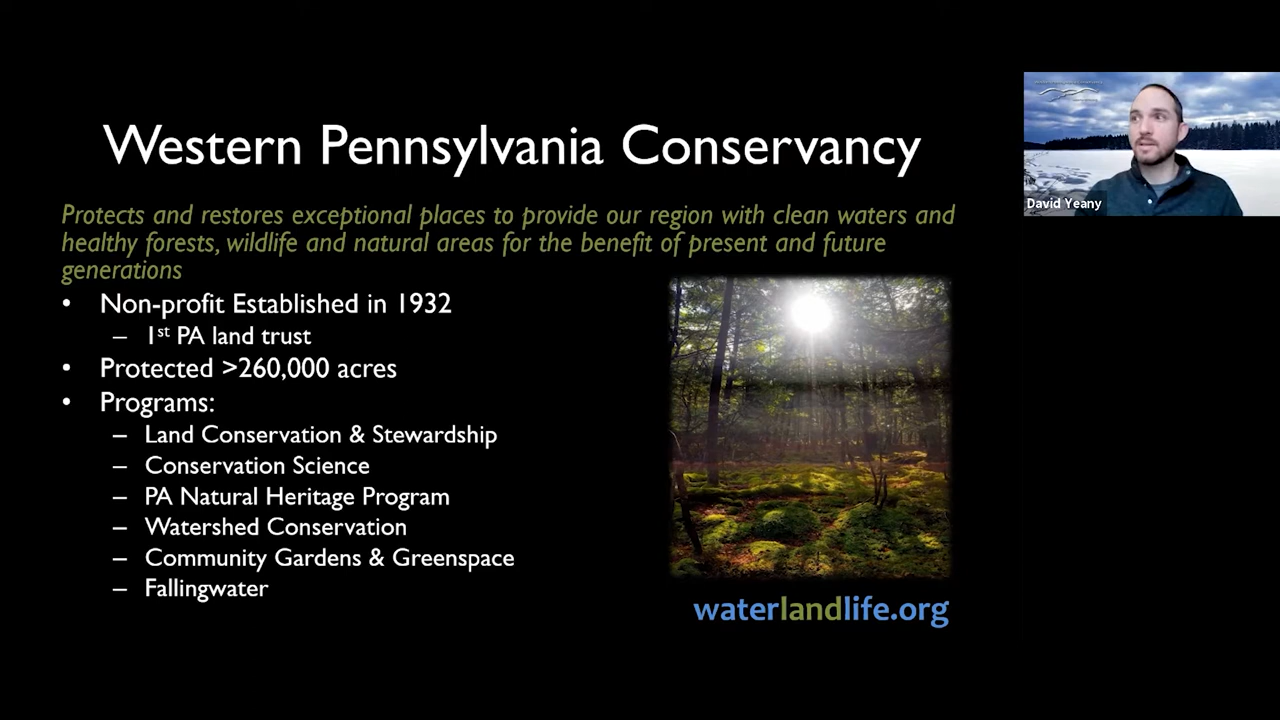 Western Pennsylvania Conservancy
Protects and restores exceptional places to provide our region with clean waters and
healthy forests, wildlife and natural areas for the benefit of present and future
generations
• Non-profit Established in 1932
– 1st PA land trust
• Protected >260,000 acres
• Programs:
– Land Conservation & Stewardship
– Conservation Science
– PA Natural Heritage Program
– Watershed Conservation
– Community Gardens & Greenspace
– Fallingwater
waterlandlife.org
David Yeany